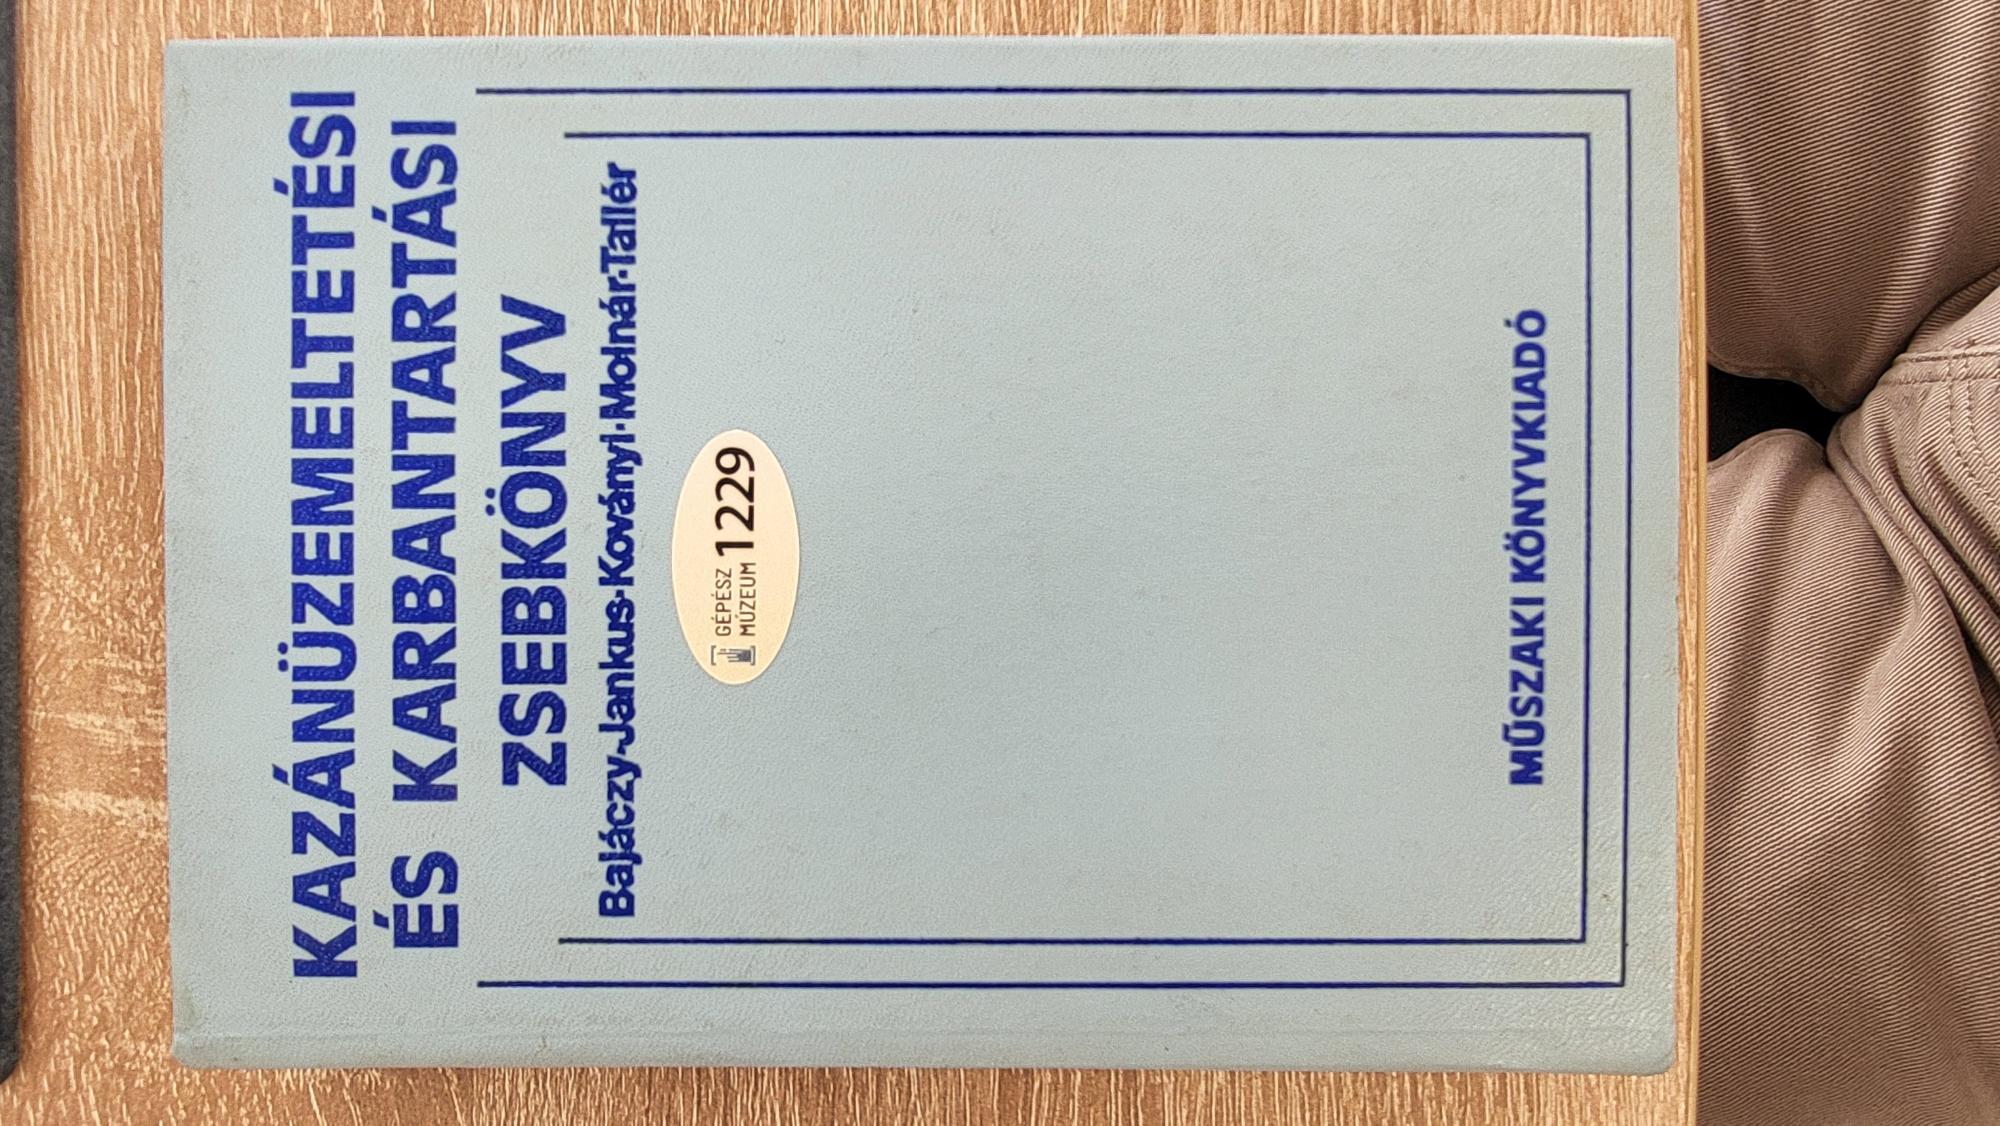 KAZÁNÜZEMELTETÉSI
ÉS KARBANTARTÁSI
ZSEBKÖNYV
Bajáczy·Jankus·Koványi·Molnár·Tallér
GÉPÉSZ
MÚZEUM 1229
MŰSZAKI KÖNYVKIADÓ